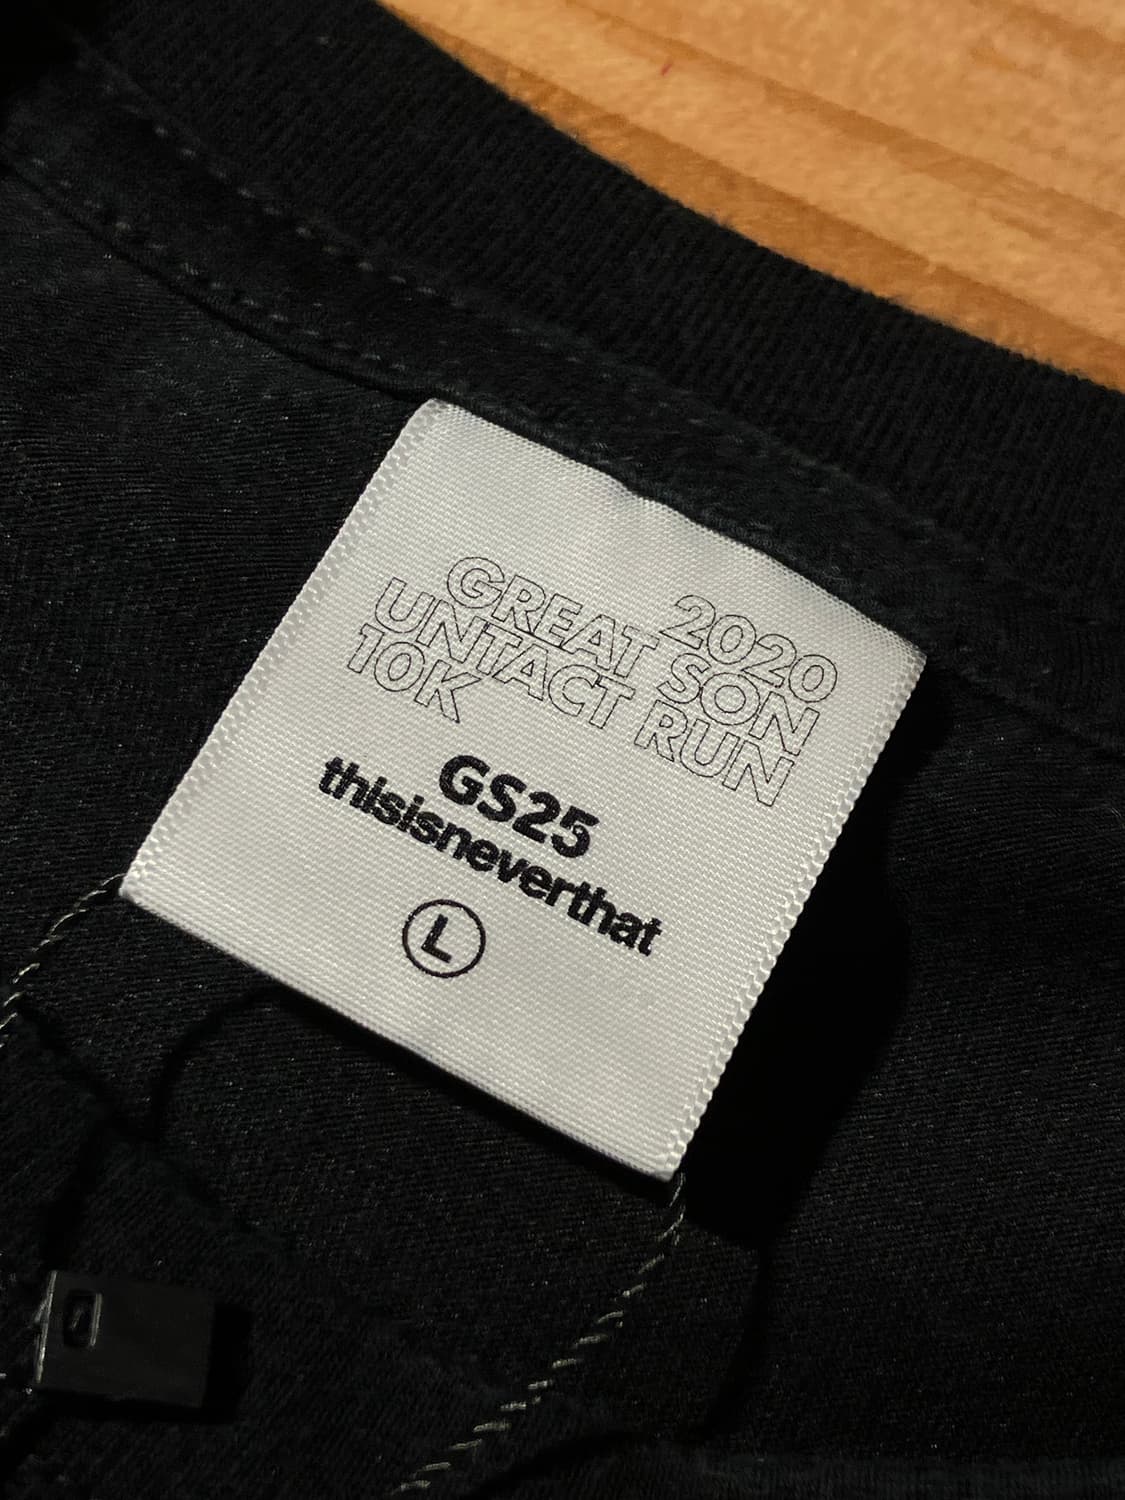 2020
GREAT SON
UNTACT RUN
10K
GS25
thisisneverthat
L